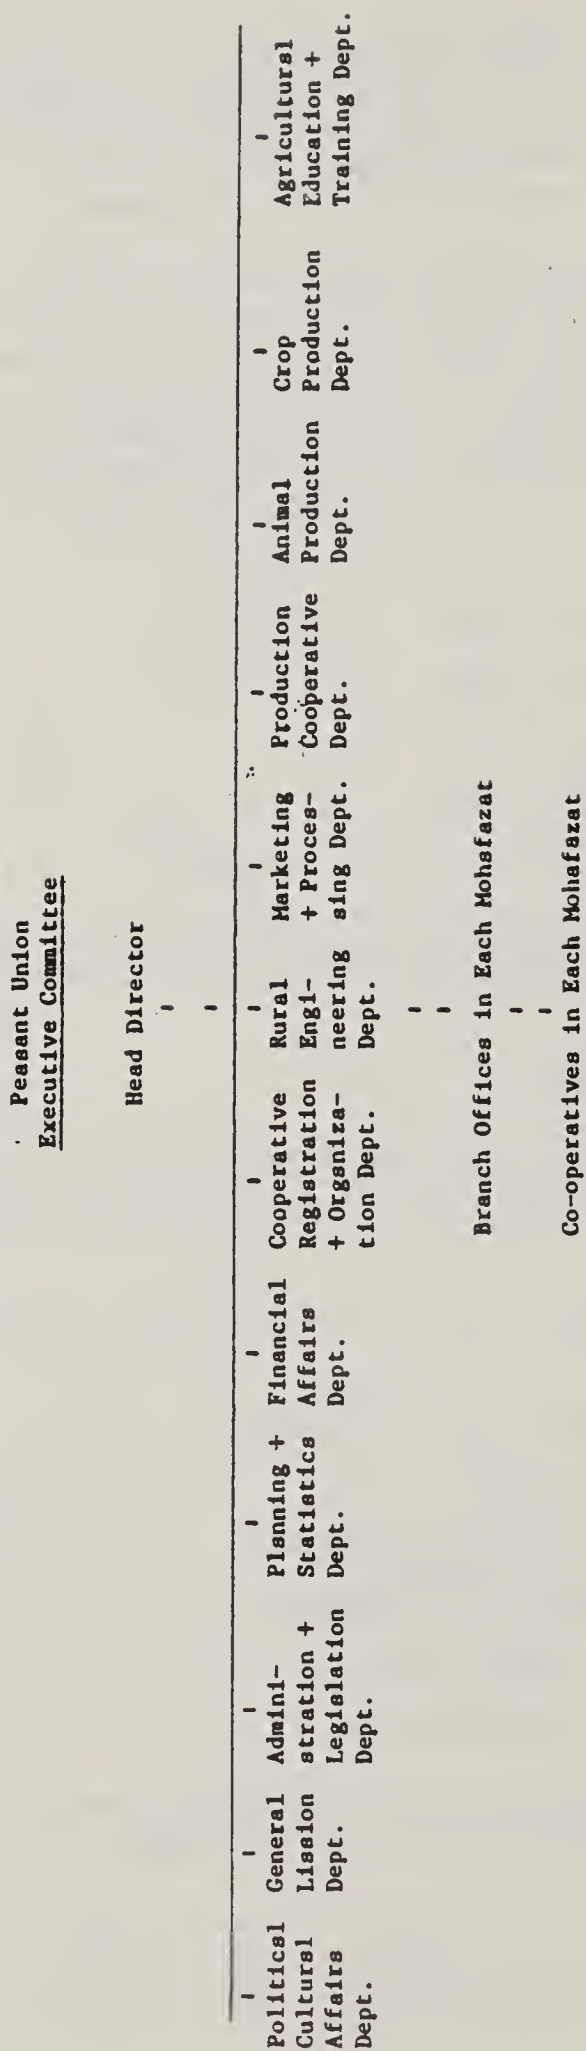 Peasant Union
Executive Committee
Head Director
Political
Cultural
Affairs
Dept.
General
Lission
Dept.
Admini-
stration +
Legislation
Dept.
Planning +
Statistics
Dept.
Financial
Affairs
Dept.
Cooperative
Registration
+ Organiza-
tion Dept.
Rural
Engi-
neering
Dept.
Marketing
+ Proces-
sing Dept.
Production
Cooperative
Dept.
Animal
Production
Dept.
Crop
Production
Dept.
Agricultural
Education +
Training Dept.
Branch Offices in Each Mohafazat
Co-operatives in Each Mohafazat